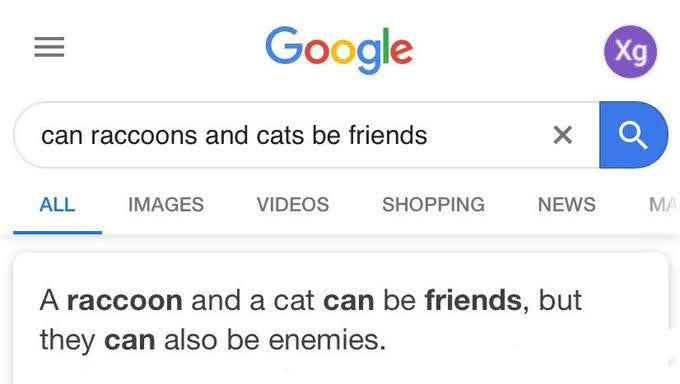 Google
Xg
can raccoons and cats be friends
ALL IMAGES VIDEOS SHOPPING NEWS MA
A raccoon and a cat can be friends, but
they can also be enemies.